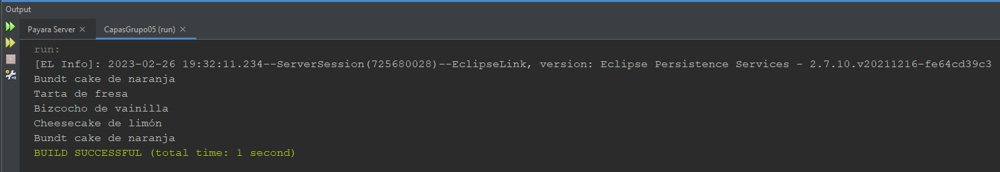 Output
Payara Server × CapasGrupo05 (run) ×
run:
[EL Info]: 2023-02-26 19:32:11.234--ServerSession(725680028)--EclipseLink, version: Eclipse Persistence Services - 2.7.10.v20211216-fe64cd39c3
Bundt cake de naranja
Tarta de fresa
Bizcocho de vainilla
Cheesecake de limón
Bundt cake de naranja
BUILD SUCCESSFUL (total time: 1 second)